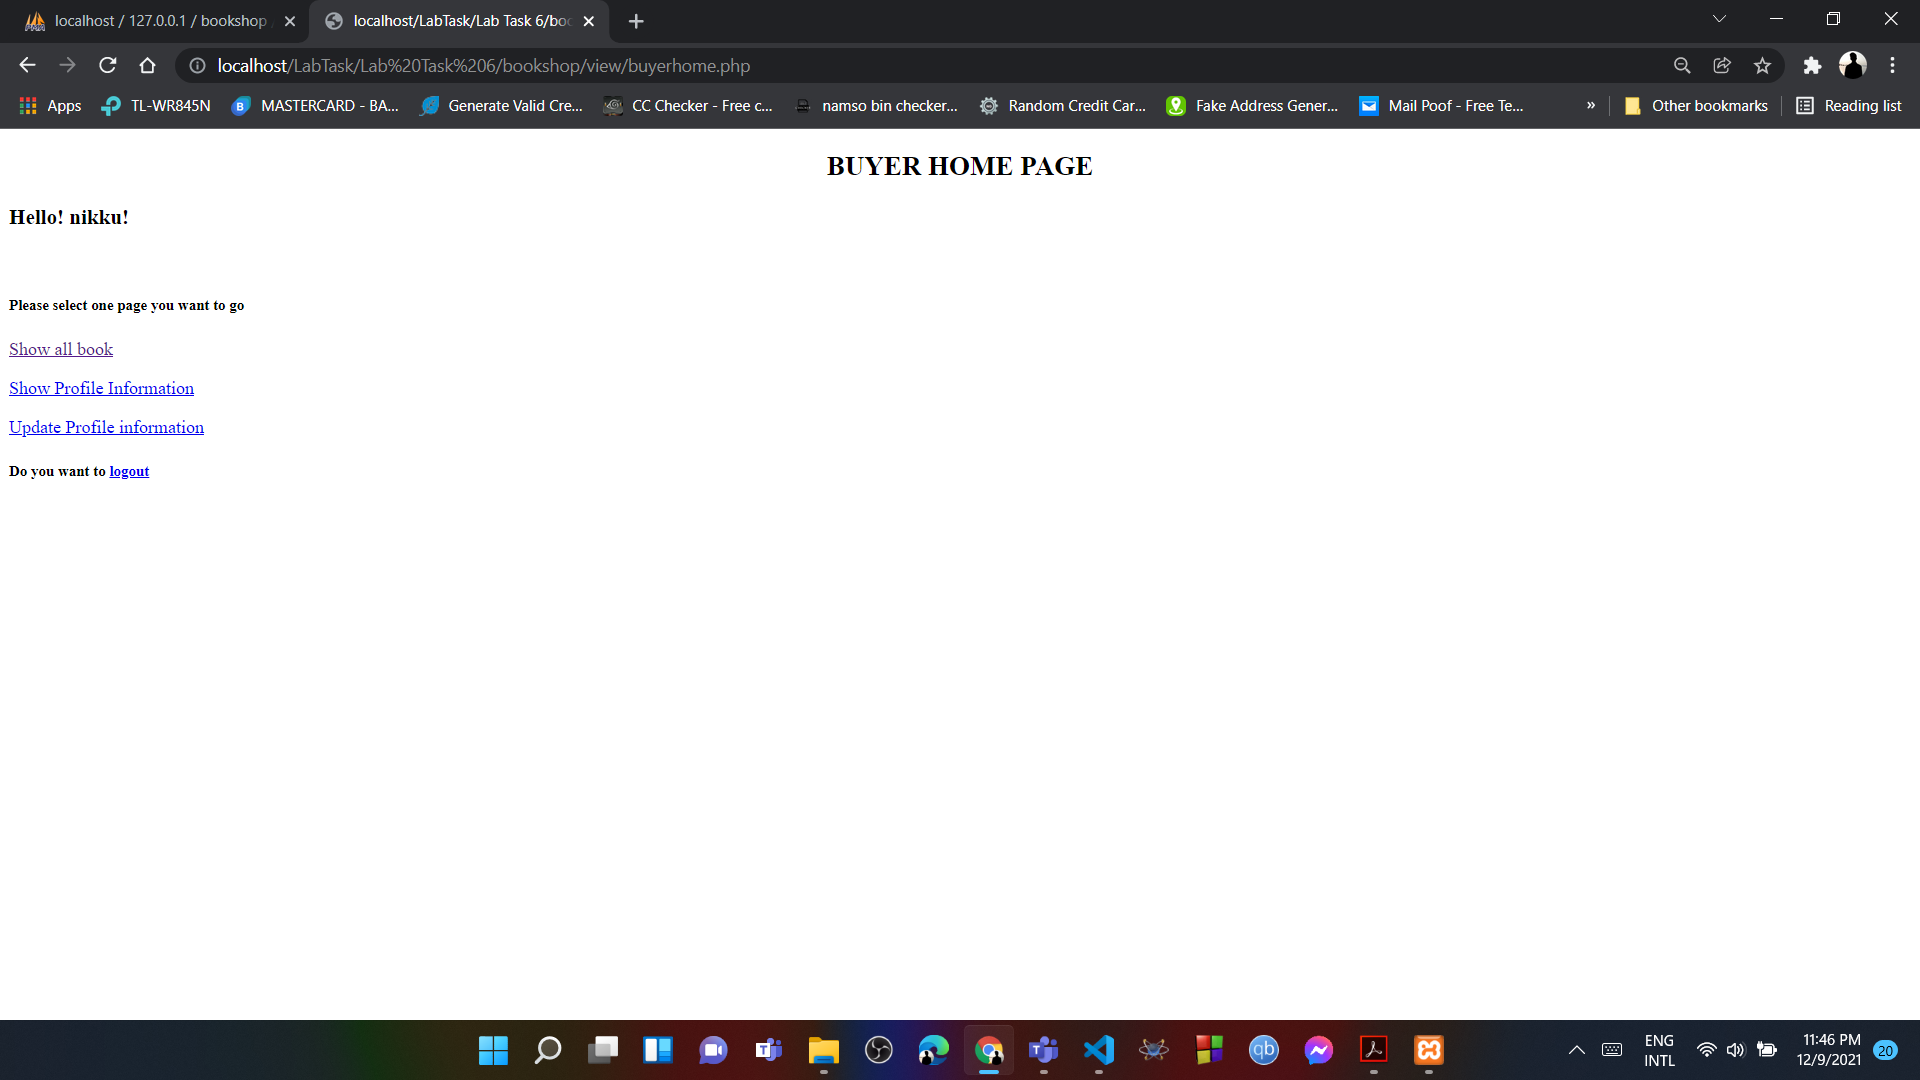 localhost / 127.0.0.1 / bookshop
localhost/LabTask/Lab Task 6/boo
localhost/LabTask/Lab%20Task%206/bookshop/view/buyerhome.php
Apps
TL-WR845N
MASTERCARD - BA...
Generate Valid Cre...
CC Checker - Free c...
namso bin checker...
Random Credit Car...
Fake Address Gener...
Mail Poof - Free Te...
»
Other bookmarks
Reading list
BUYER HOME PAGE
Hello! nikku!
Please select one page you want to go
Show all book
Show Profile Information
Update Profile information
Do you want to logout
ENG
INTL
11:46 PM
12/9/2021
20